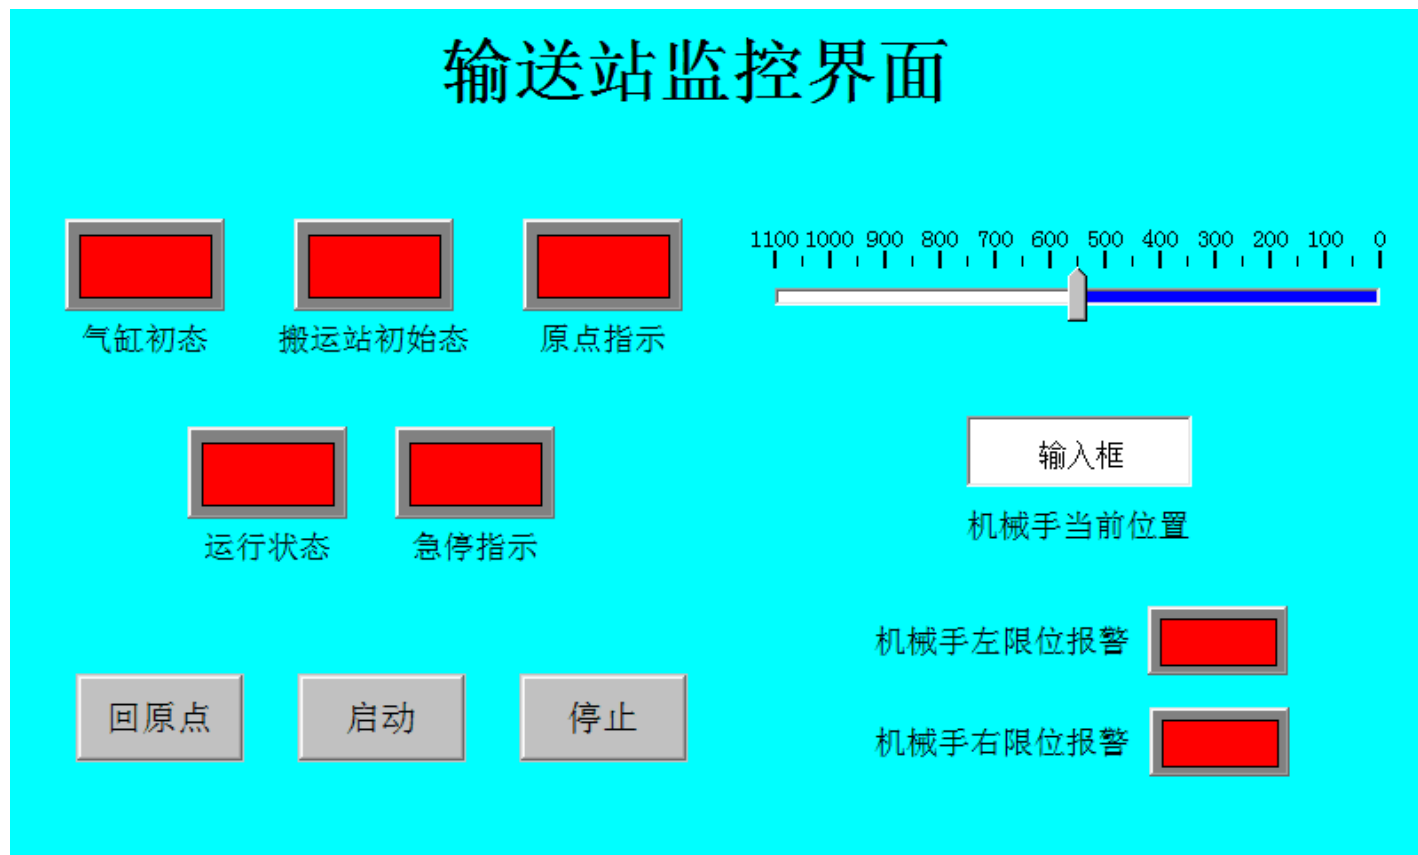 输送站监控界面
1100 1000 900 800 700 600 500 400 300 200 100 0
气缸初态 搬运站初始态 原点指示
输入框
机械手当前位置
运行状态 急停指示
机械手左限位报警
回原点 启动 停止
机械手右限位报警